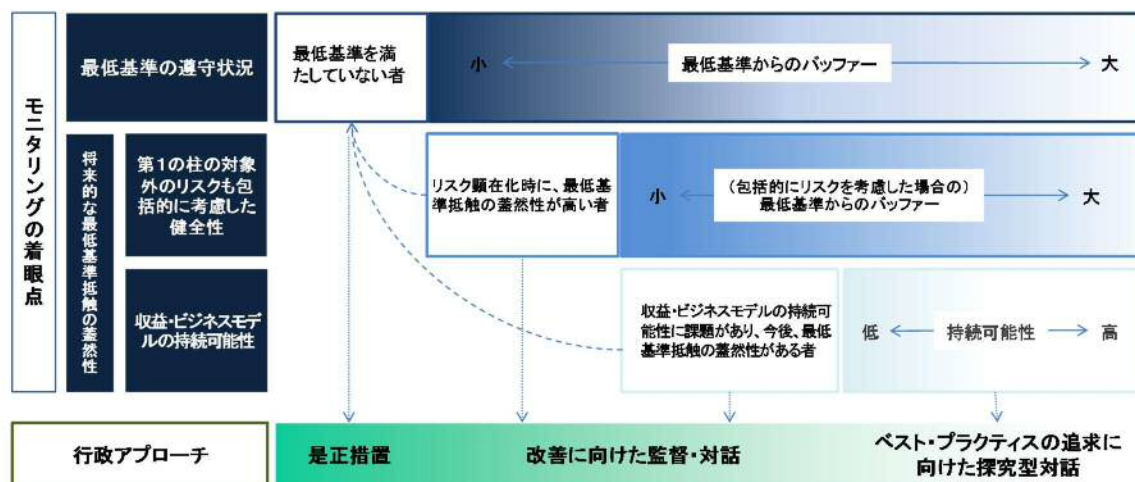 モニタリングの着眼点
最低基準の遵守状況
最低基準を満
たしていない者
小
最低基準からのバッファー
大
将来的な最低基準抵触の蓋然性
第1の柱の対象
外のリスクも包
括的に考慮した
健全性
リスク顕在化時に、最低基
準抵触の蓋然性が高い者
小
(包括的にリスクを考慮した場合の)
最低基準からのバッファー
大
収益・ビジネスモデ
ルの持続可能性
収益・ビジネスモデルの持続可
能性に課題があり、今後、最低
基準抵触の蓋然性がある者
低
持続可能性
高
行政アプローチ
是正措置
改善に向けた監督・対話
ベスト・プラクティスの追求に
向けた探究型対話